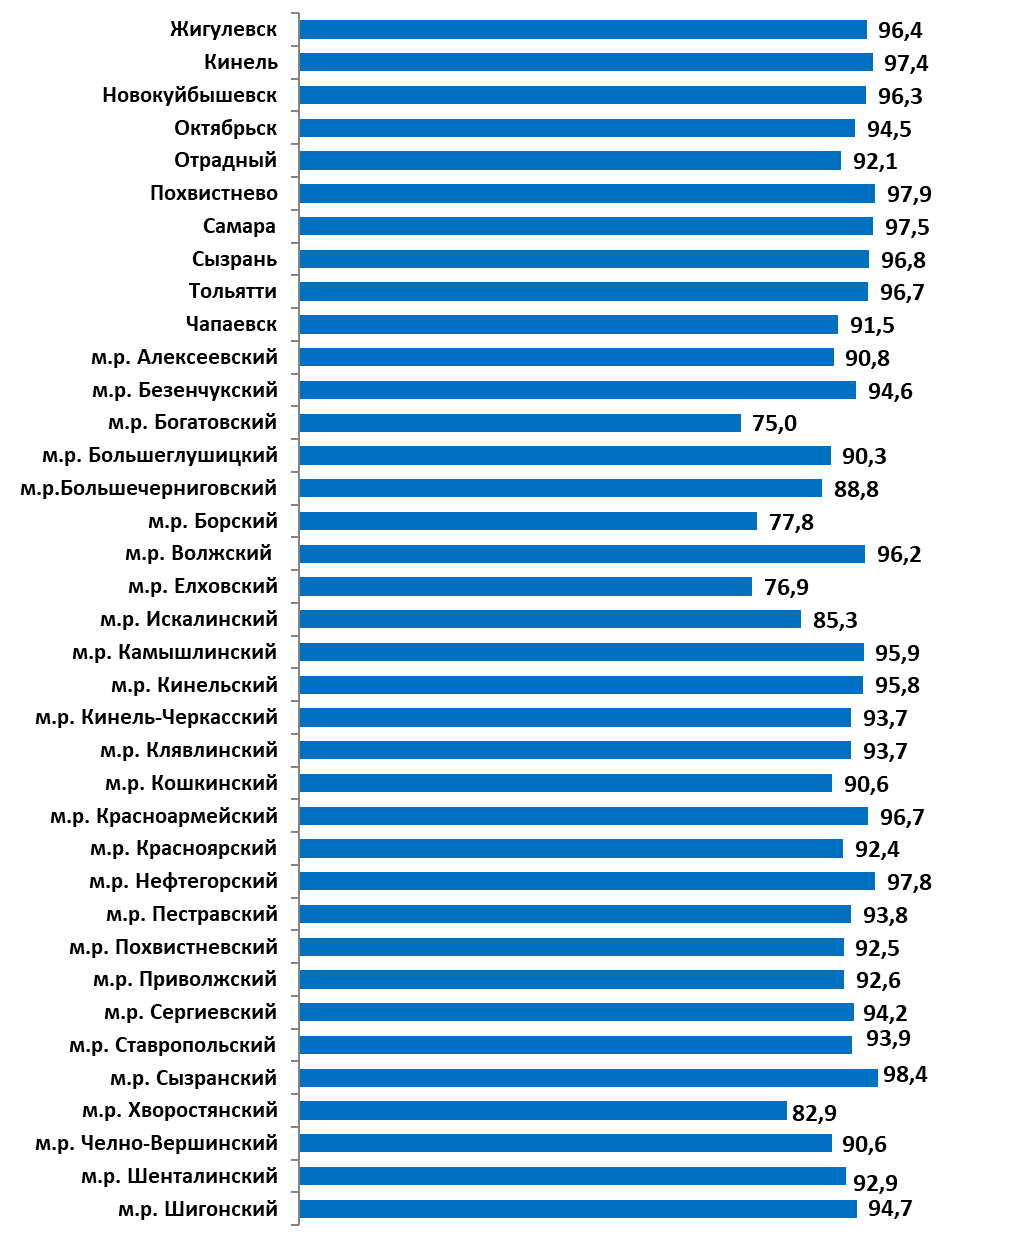 Жигулевск 96,4
Кинель 97,4
Новокуйбышевск 96,3
Октябрьск 94,5
Отрадный 92,1
Похвистнево 97,9
Самара 97,5
Сызрань 96,8
Тольятти 96,7
Чапаевск 91,5
м.р. Алексеевский 90,8
м.р. Безенчукский 94,6
м.р. Богатовский 75,0
м.р. Большеглушицкий 90,3
м.р.Большечерниговский 88,8
м.р. Борский 77,8
м.р. Волжский 96,2
м.р. Елховский 76,9
м.р. Искалинский 85,3
м.р. Камышлинский 95,9
м.р. Кинельский 95,8
м.р. Кинель-Черкасский 93,7
м.р. Клявлинский 93,7
м.р. Кошкинский 90,6
м.р. Красноармейский 96,7
м.р. Красноярский 92,4
м.р. Нефтегорский 97,8
м.р. Пестравский 93,8
м.р. Похвистневский 92,5
м.р. Приволжский 92,6
м.р. Сергиевский 94,2
м.р. Ставропольский 93,9
м.р. Сызранский 98,4
м.р. Хворостянский 82,9
м.р. Челно-Вершинский 90,6
м.р. Шенталинский 92,9
м.р. Шигонский 94,7